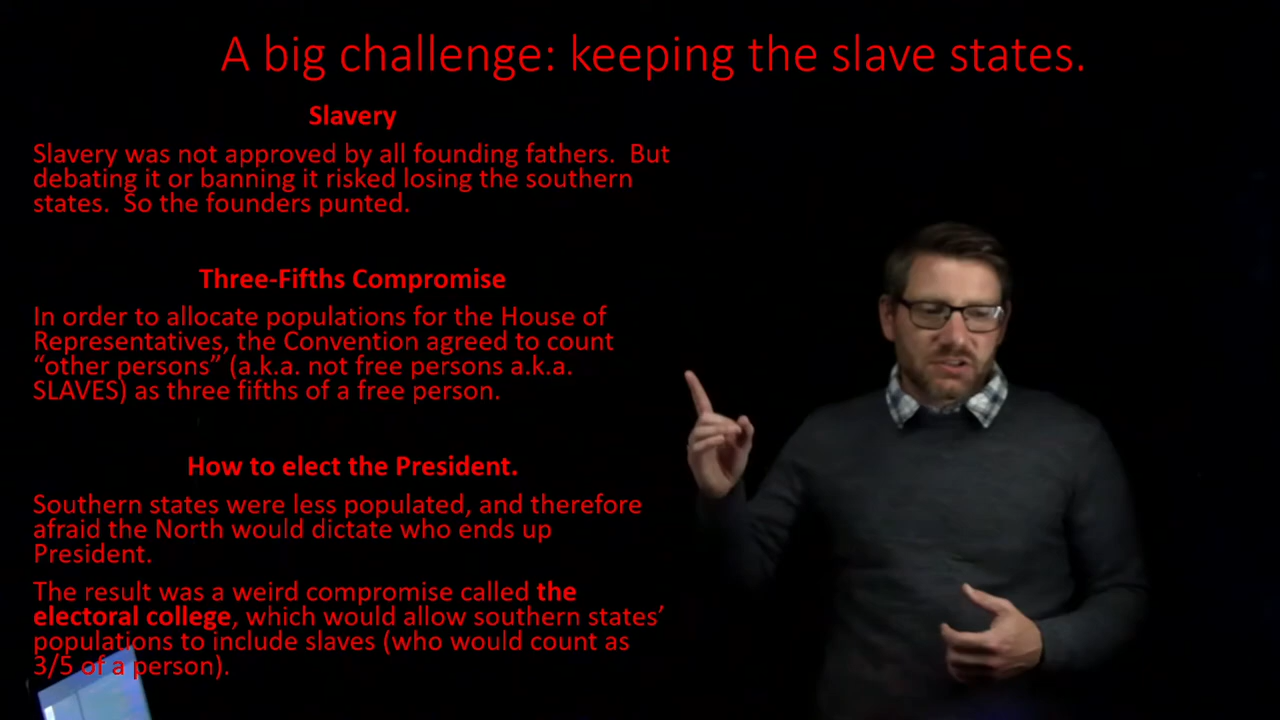 A big challenge: keeping the slave states.
Slavery
Slavery was not approved by all founding fathers.  But
debating it or banning it risked losing the southern
states.  So the founders punted.
Three-Fifths Compromise
In order to allocate populations for the House of
Representatives, the Convention agreed to count
“other persons” (a.k.a. not free persons a.k.a.
SLAVES) as three fifths of a free person.
How to elect the President.
Southern states were less populated, and therefore
afraid the North would dictate who ends up
President.
The result was a weird compromise called the
electoral college, which would allow southern states’
populations to include slaves (who would count as
3/5 of a person).